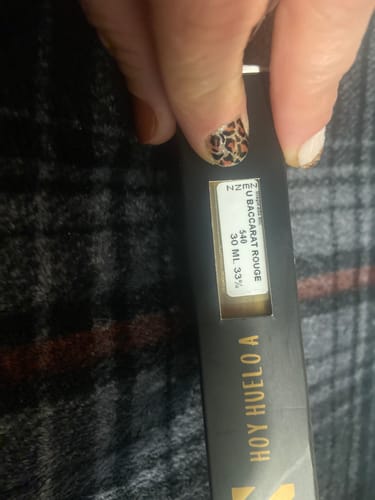 BACCARAT ROUGE
540
30 ML 33%
HOY HUELO A